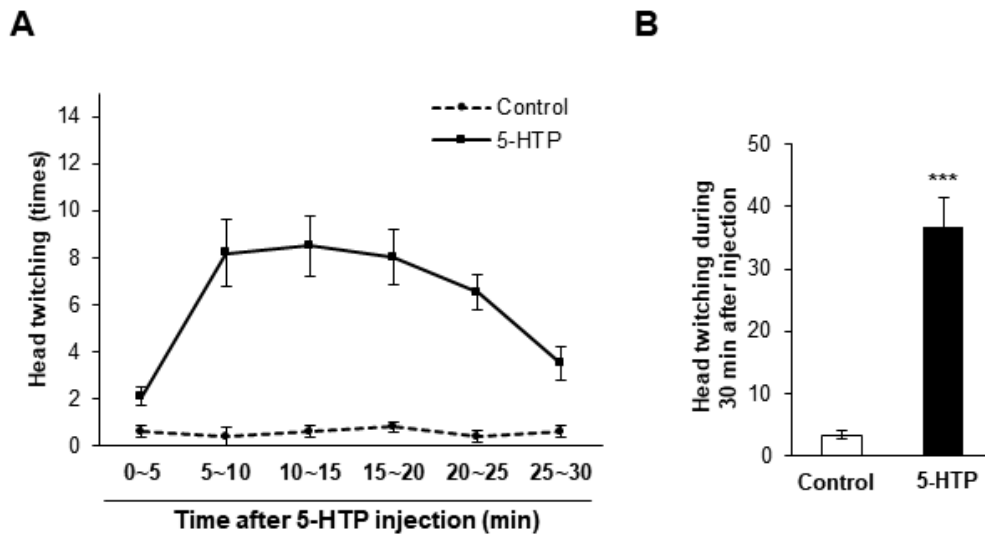 A
B
Control
5-HTP
Head twitching (times)
14
12
10
8
6
4
2
0
0~5 5~10 10~15 15~20 20~25 25~30
Time after 5-HTP injection (min)
Head twitching during
30 min after injection
50
40
30
20
10
0
***
Control 5-HTP